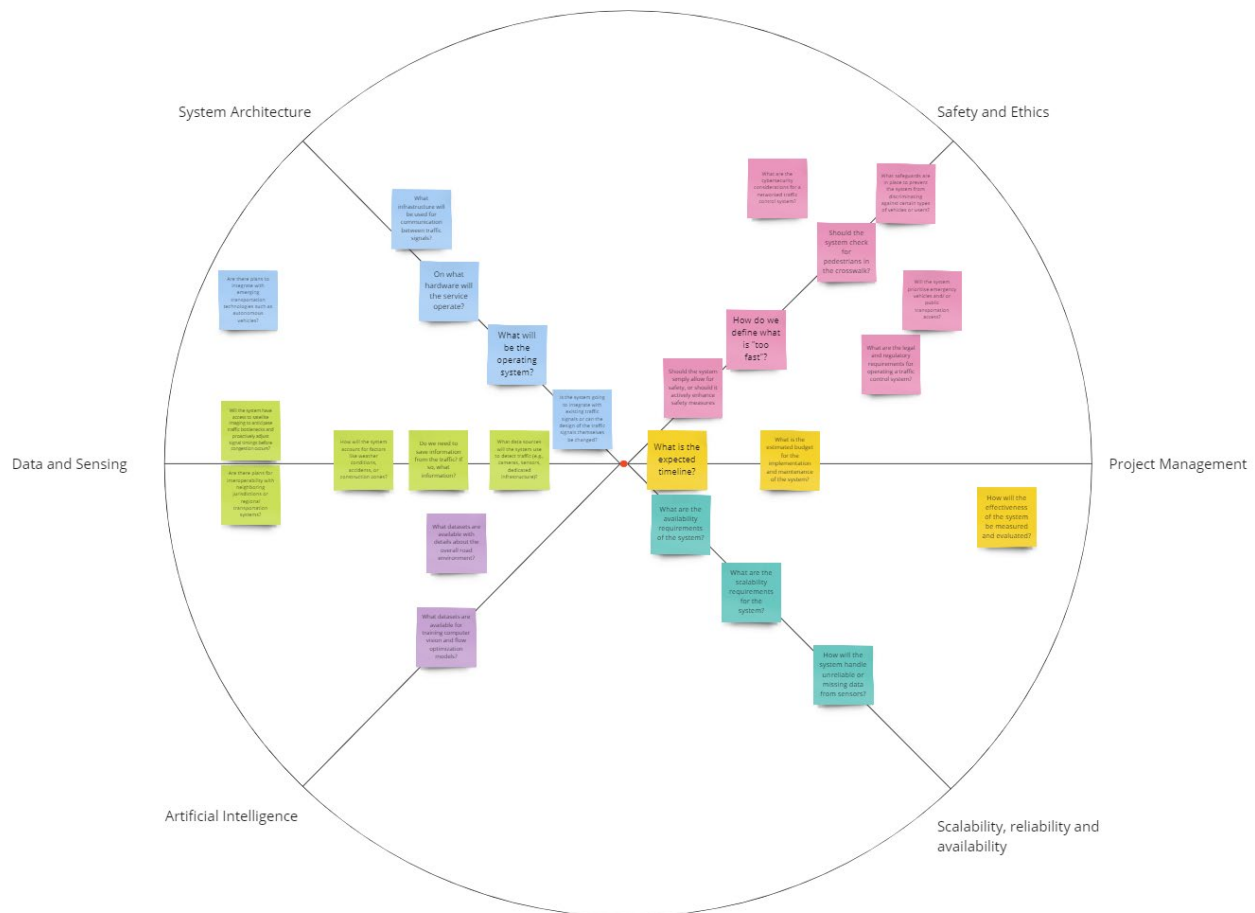 System Architecture
Safety and Ethics
What are the
cybersecurity
considerations for a
networked traffic
control system?
What safeguards are
in place to prevent
the system from
discriminating
against certain types
of vehicles or users?
What
infrastructure will
be used for
communication
between traffic
signals?
Should the
system check
for
pedestrians in
the crosswalk?
On what
hardware will
the service
operate?
Are there plans to
integrate with
emerging
transportation
technologies such as
autonomous
vehicles?
Will the system
prioritise emergency
vehicles and/ or
public
transportation
access?
How do we
define what
is "too
fast"?
What will
be the
operating
system?
What are the legal
and regulatory
requirements for
operating a traffic
control system?
Should the system
simply allow for
safety, or should it
actively enhance
safety measures
Is the system going
to integrate with
existing traffic
signals or can the
design of the traffic
signals themselves
be changed?
Data and Sensing
Will the system have
access to satellite
imaging to anticipate
traffic bottlenecks and
proactively adjust
signal timings before
congestion occurs?
How will the system
account for factors
like weather
conditions,
accidents, or
construction zones?
Do we need to
save information
from the traffic? If
so, what
information?
What data sources
will the system use
to detect traffic (e.g.,
cameras, sensors,
dedicated
infrastructure)?
What is the
expected
timeline?
What is the
estimated budget
for the
implementation
and maintenance
of the system?
Project Management
Are there plans for
interoperability with
neighboring
jurisdictions or
regional
transportation
systems?
How will the
effectiveness
of the system
be measured
and evaluated?
What are the
availability
requirements
of the system?
What datasets are
available with
details about the
overall road
environment?
What are the
scalability
requirements
for the
system?
What datasets are
available for
training computer
vision and flow
optimization
models?
How will the
system handle
unreliable or
missing data
from sensors?
Artificial Intelligence
Scalability, reliability and
availability